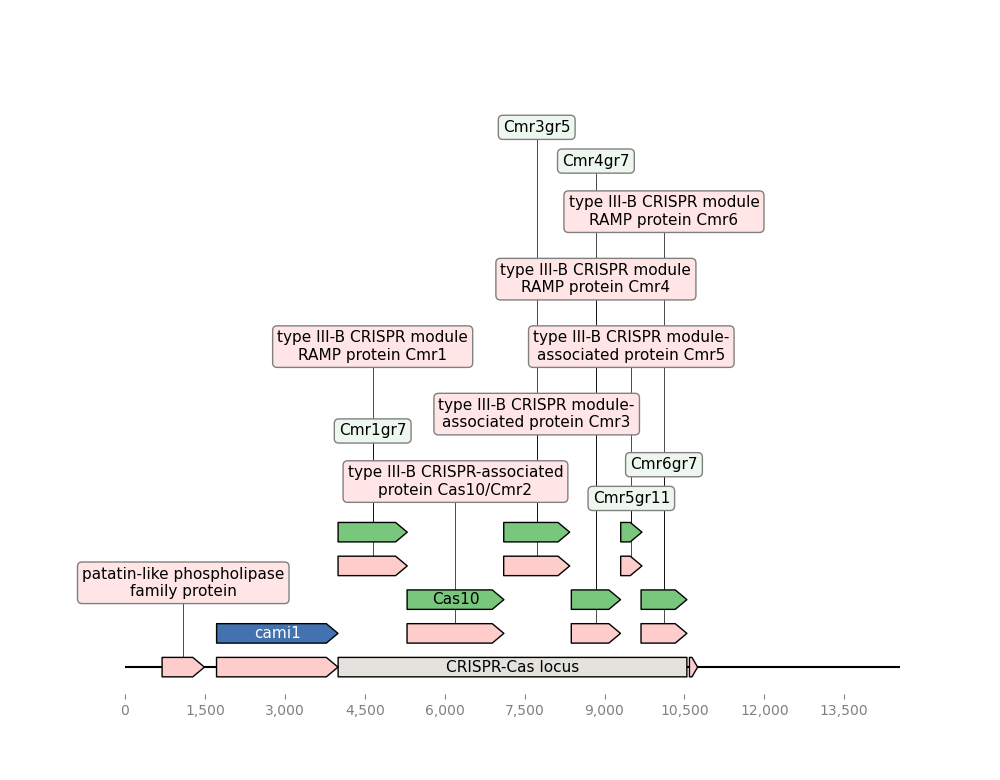 Cmr3gr5
Cmr4gr7
type III-B CRISPR module
RAMP protein Cmr6
type III-B CRISPR module
RAMP protein Cmr4
type III-B CRISPR module
RAMP protein Cmr1
type III-B CRISPR module-
associated protein Cmr5
type III-B CRISPR module-
associated protein Cmr3
Cmr1gr7
Cmr6gr7
type III-B CRISPR-associated
protein Cas10/Cmr2
Cmr5gr11
patatin-like phospholipase
family protein
Cas10
cami1
CRISPR-Cas locus
0 1,500 3,000 4,500 6,000 7,500 9,000 10,500 12,000 13,500